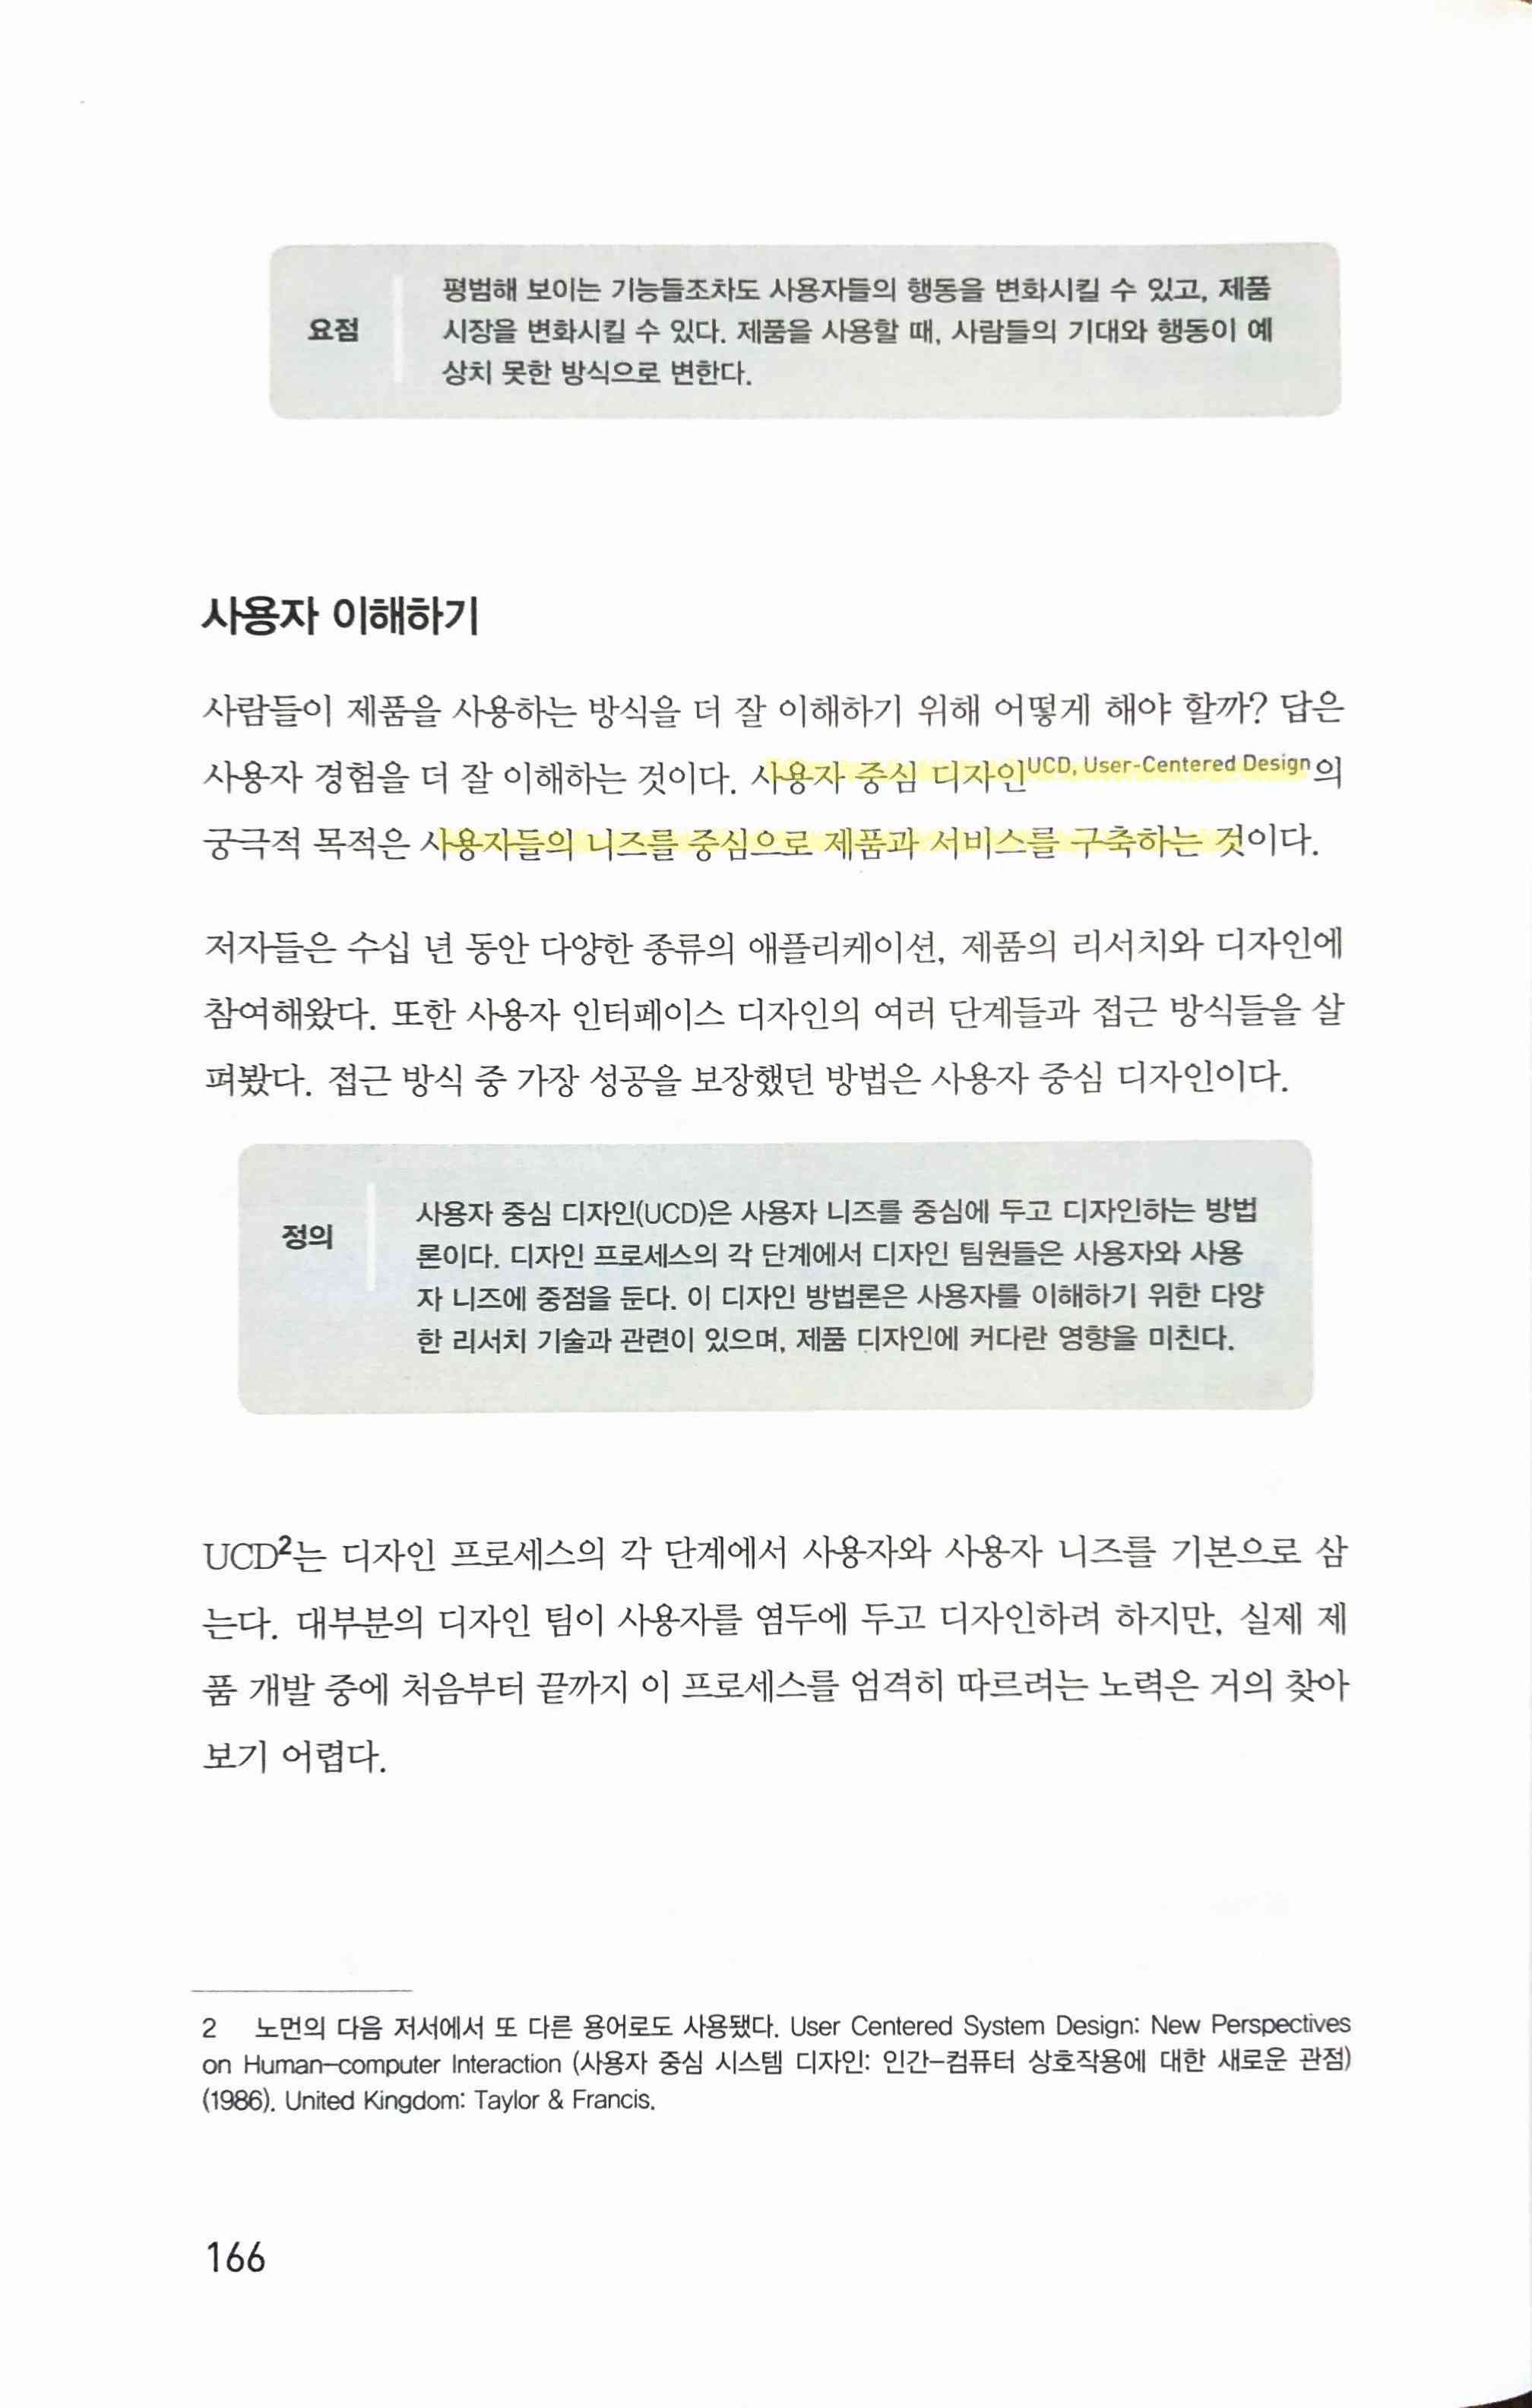 요점
평범해 보이는 기능들조차도 사용자들의 행동을 변화시킬 수 있고, 제품
시장을 변화시킬 수 있다. 제품을 사용할 때, 사람들의 기대와 행동이 예
상치 못한 방식으로 변한다.
사용자 이해하기
사람들이 제품을 사용하는 방식을 더 잘 이해하기 위해 어떻게 해야 할까? 답은
사용자 경험을 더 잘 이해하는 것이다. 사용자 중심 디자인UCD, User-Centered Design의
궁극적 목적은 사용자들의 니즈를 중심으로 제품과 서비스를 구축하는 것이다.
저자들은 수십 년 동안 다양한 종류의 애플리케이션, 제품의 리서치와 디자인에
참여해왔다. 또한 사용자 인터페이스 디자인의 여러 단계들과 접근 방식들을 살
펴봤다. 접근 방식 중 가장 성공을 보장했던 방법은 사용자 중심 디자인이다.
정의
사용자 중심 디자인(UCD)은 사용자 니즈를 중심에 두고 디자인하는 방법
론이다. 디자인 프로세스의 각 단계에서 디자인 팀원들은 사용자와 사용
자 니즈에 중점을 둔다. 이 디자인 방법론은 사용자를 이해하기 위한 다양
한 리서치 기술과 관련이 있으며, 제품 디자인에 커다란 영향을 미친다.
UCD²는 디자인 프로세스의 각 단계에서 사용자와 사용자 니즈를 기본으로 삼
는다. 대부분의 디자인 팀이 사용자를 염두에 두고 디자인하려 하지만, 실제 제
품 개발 중에 처음부터 끝까지 이 프로세스를 엄격히 따르려는 노력은 거의 찾아
보기 어렵다.
2 노먼의 다음 저서에서 또 다른 용어로도 사용됐다. User Centered System Design: New Perspectives
on Human-computer Interaction (사용자 중심 시스템 디자인: 인간-컴퓨터 상호작용에 대한 새로운 관점)
(1986). United Kingdom: Taylor & Francis.
166